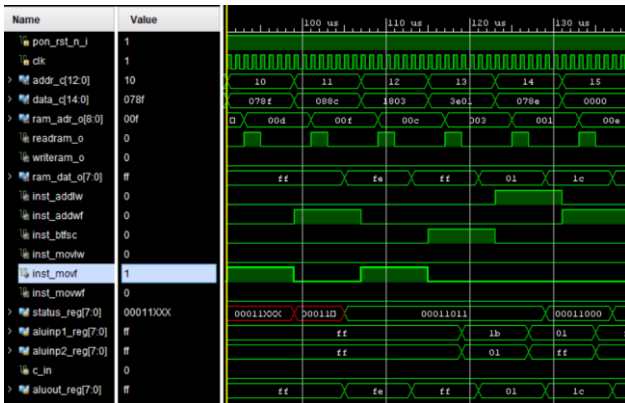 Name Value 100 us 110 us 120 us 130 us
pon_rst_n_i 1
clk 1
addr_c[12:0] 10 10 11 12 13 14 15
data_c[14:0] 078f 078f 088c 1803 3e01 078e 0000
ram_adr_o[8:0] 00f 00d 00f 00c 003 001 00e
readram_o 0
writeram_o 0
ram_dat_o[7:0] ff ff fe ff 01 1c
inst_addlw 0
inst_addwf 0
inst_btfsc 0
inst_movlw 0
inst_movf 1
inst_movwf 0
status_reg[7:0] 00011XXX 00011XXX 00011 00011011 00011000
aluinp1_reg[7:0] ff ff 1b 01
aluinp2_reg[7:0] ff ff 01 ff
c_in 0
aluout_reg[7:0] ff ff fe ff 01 1c